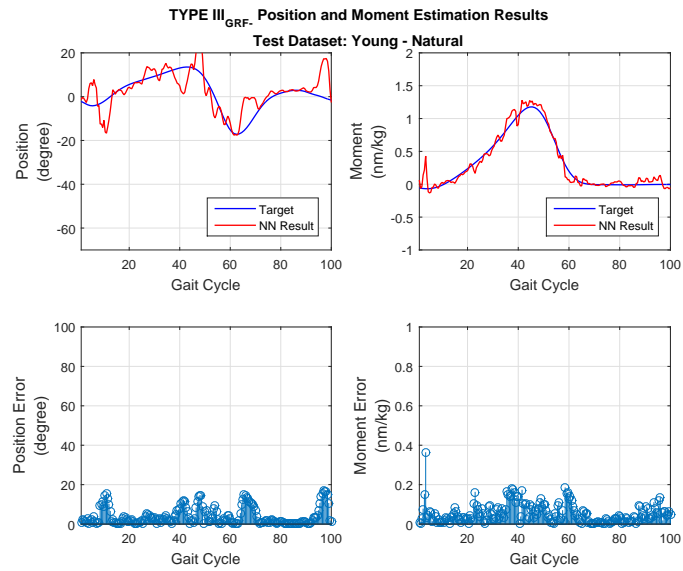 TYPE III_GRF-. Position and Moment Estimation Results
Test Dataset: Young - Natural
20
0
-20
-40
-60
Position
(degree)
Target
NN Result
20 40 60 80 100
Gait Cycle
2
1.5
1
0.5
0
-0.5
-1
Moment
(nm/kg)
Target
NN Result
20 40 60 80 100
Gait Cycle
100
80
60
40
20
0
Position Error
(degree)
20 40 60 80 100
Gait Cycle
1
0.8
0.6
0.4
0.2
0
Moment Error
(nm/kg)
20 40 60 80 100
Gait Cycle